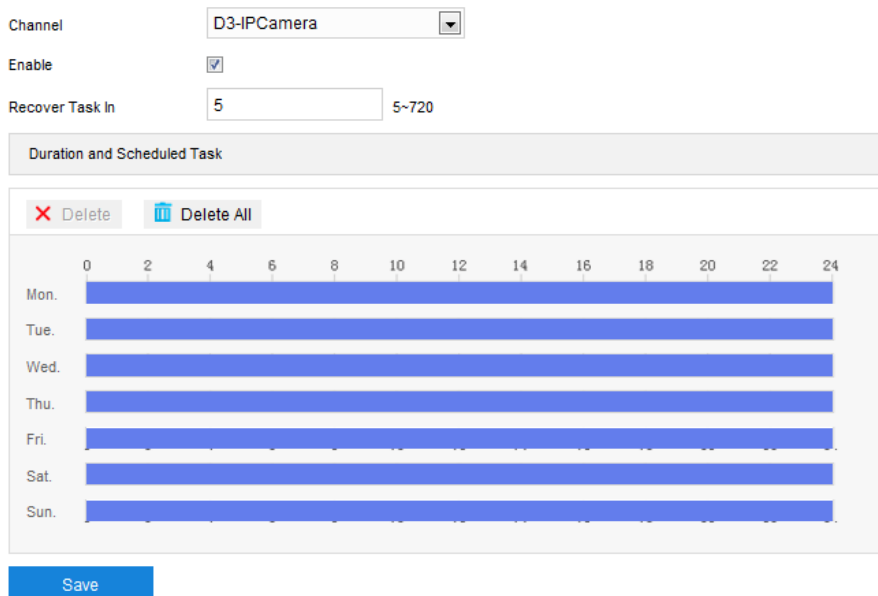 Channel D3-IPCamera
Enable
Recover Task In 5 5~720
Duration and Scheduled Task
Delete Delete All
0 2 4 6 8 10 12 14 16 18 20 22 24
Mon.
Tue.
Wed.
Thu.
Fri.
Sat.
Sun.
Save